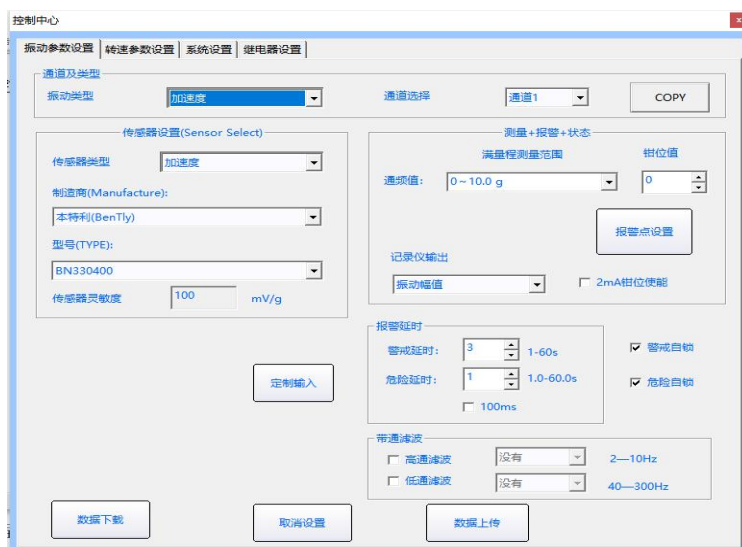 控制中心
振动参数设置 转速参数设置 系统设置 继电器设置
通道及类型
振动类型 加速度 通道选择 通道1 COPY
传感器设置(Sensor Select)
传感器类型 加速度
制造商(Manufacture):
本特利(BenTly)
型号(TYPE):
BN330400
传感器灵敏度 100 mV/g
定制输入
测量+报警+状态
满量程测量范围 钳位值
通频值: 0~10.0 g 0
报警点设置
记录仪输出
振动幅值 2mA钳位使能
报警延时
警戒延时: 3 1-60s 警戒自锁
危险延时: 1 1.0-60.0s 危险自锁
100ms
带通滤波
高通滤波 没有 2—10Hz
低通滤波 没有 40—300Hz
数据下载 取消设置 数据上传